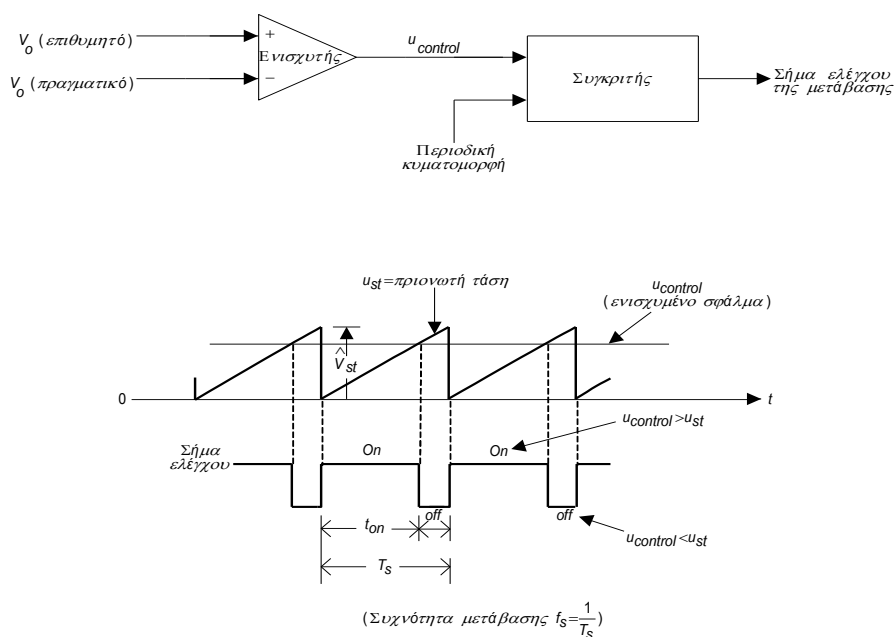 V_o (επιθυμητό)
V_o (πραγματικό)
+
Ενισχυτής
−
u_control
Συγκριτής
Περιοδική
κυματομορφή
Σήμα ελέγχου
της μετάβασης
u_st=πριονωτή τάση
u_control
(ενισχυμένο σφάλμα)
V̂_st
0
t
u_control>u_st
Σήμα
ελέγχου
On
On
off
off
t_on
u_control<u_st
T_s
(Συχνότητα μετάβασης f_s=1/T_s)